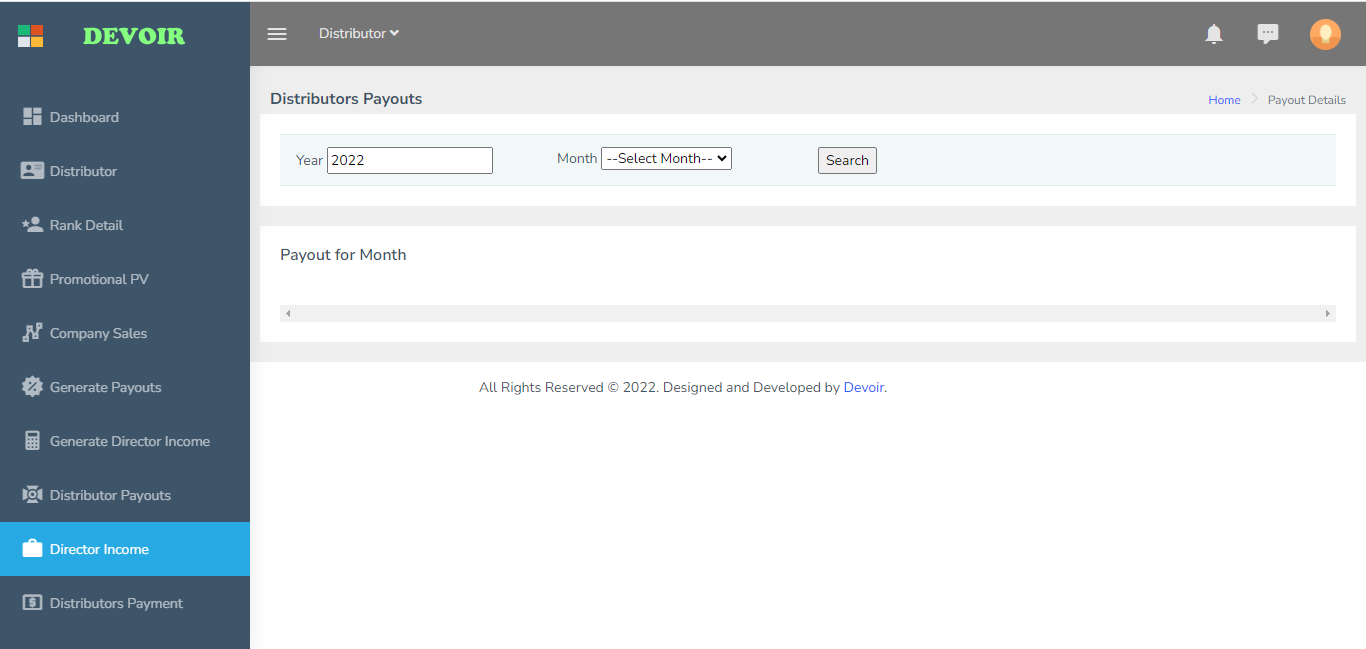 DEVOIR
Distributor
Dashboard
Distributor
Rank Detail
Promotional PV
Company Sales
Generate Payouts
Generate Director Income
Distributor Payouts
Director Income
Distributors Payment
Distributors Payouts
Home Payout Details
Year 2022 Month --Select Month-- Search
Payout for Month
All Rights Reserved © 2022. Designed and Developed by Devoir.